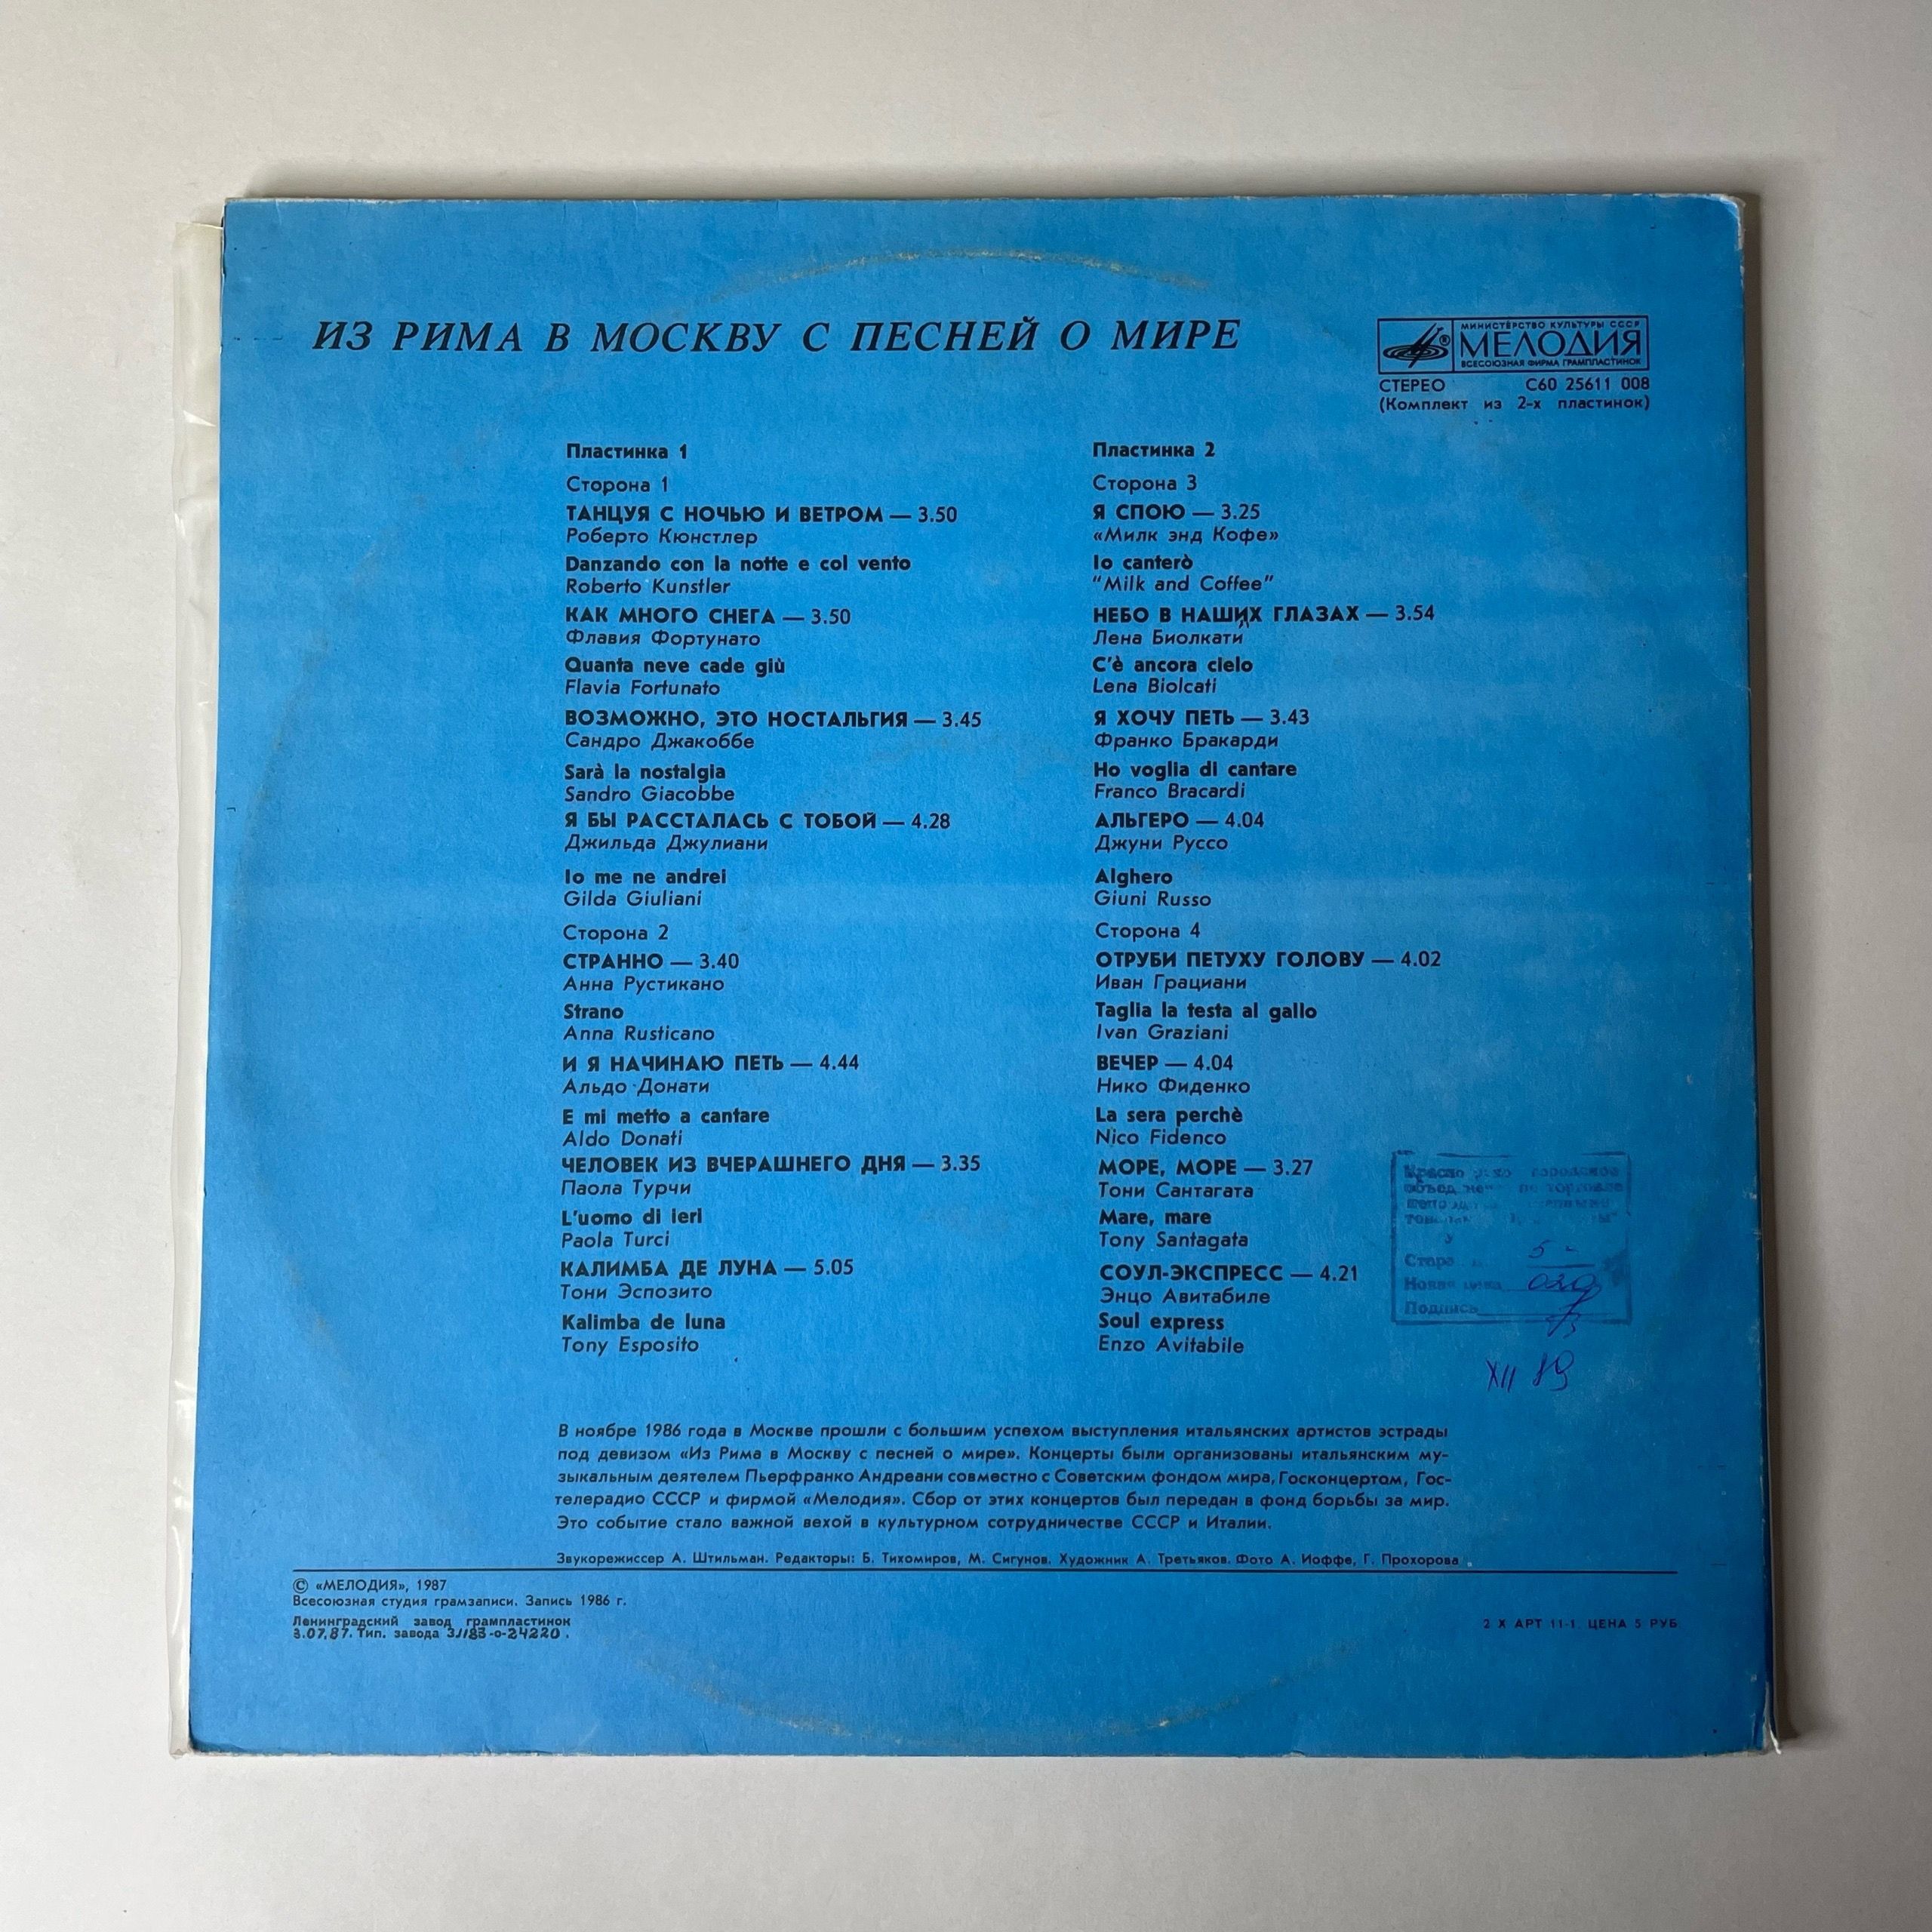 ИЗ РИМА В МОСКВУ С ПЕСНЕЙ О МИРЕ
МИНИСТЕРСТВО КУЛЬТУРЫ СССР
МЕЛОДИЯ
ВСЕСОЮЗНАЯ ФИРМА ГРАМПЛАСТИНОК
СТЕРЕО С60 25611 008
(Комплект из 2-х пластинок)
Пластинка 1
Сторона 1
ТАНЦУЯ С НОЧЬЮ И ВЕТРОМ — 3.50
Роберто Кюнстлер
Danzando con la notte e col vento
Roberto Kunstler
КАК МНОГО СНЕГА — 3.50
Флавия Фортунато
Quanta neve cade giù
Flavia Fortunato
ВОЗМОЖНО, ЭТО НОСТАЛЬГИЯ — 3.45
Сандро Джакоббе
Sarà la nostalgia
Sandro Giacobbe
Я БЫ РАССТАЛАСЬ С ТОБОЙ — 4.28
Джильда Джулиани
Io me ne andrei
Gilda Giuliani
Сторона 2
СТРАННО — 3.40
Анна Рустикано
Strano
Anna Rusticano
И Я НАЧИНАЮ ПЕТЬ — 4.44
Альдо Донати
E mi metto a cantare
Aldo Donati
ЧЕЛОВЕК ИЗ ВЧЕРАШНЕГО ДНЯ — 3.35
Паола Турчи
L'uomo di ieri
Paola Turci
КАЛИМБА ДЕ ЛУНА — 5.05
Тони Эспозито
Kalimba de luna
Tony Esposito
Пластинка 2
Сторона 3
Я СПОЮ — 3.25
«Милк энд Кофе»
Io canterò
"Milk and Coffee"
НЕБО В НАШИХ ГЛАЗАХ — 3.54
Лена Биолкати
C'è ancora cielo
Lena Biolcati
Я ХОЧУ ПЕТЬ — 3.43
Франко Бракарди
Ho voglia di cantare
Franco Bracardi
АЛЬГЕРО — 4.04
Джуни Руссо
Alghero
Giuni Russo
Сторона 4
ОТРУБИ ПЕТУХУ ГОЛОВУ — 4.02
Иван Грациани
Taglia la testa al gallo
Ivan Graziani
ВЕЧЕР — 4.04
Нико Фиденко
La sera perchè
Nico Fidenco
МОРЕ, МОРЕ — 3.27
Тони Сантагата
Mare, mare
Tony Santagata
СОУЛ-ЭКСПРЕСС — 4.21
Энцо Авитабиле
Soul express
Enzo Avitabile
городское
по торговле
Подпись
XII 89
В ноябре 1986 года в Москве прошли с большим успехом выступления итальянских артистов эстрады
под девизом «Из Рима в Москву с песней о мире». Концерты были организованы итальянским му-
зыкальным деятелем Пьерфранко Андреани совместно с Советским фондом мира, Госконцертом, Гос-
телерадио СССР и фирмой «Мелодия». Сбор от этих концертов был передан в фонд борьбы за мир.
Это событие стало важной вехой в культурном сотрудничестве СССР и Италии.
Звукорежиссер А. Штильман. Редакторы: Б. Тихомиров, М. Сигунов. Художник А. Третьяков. Фото А. Иоффе, Г. Прохорова
© «МЕЛОДИЯ», 1987
Всесоюзная студия грамзаписи. Запись 1986 г.
Ленинградский завод грампластинок
3.07.87. Тип. завода З.1183-о-24220.
2 Х АРТ 11-1. ЦЕНА 5 РУБ